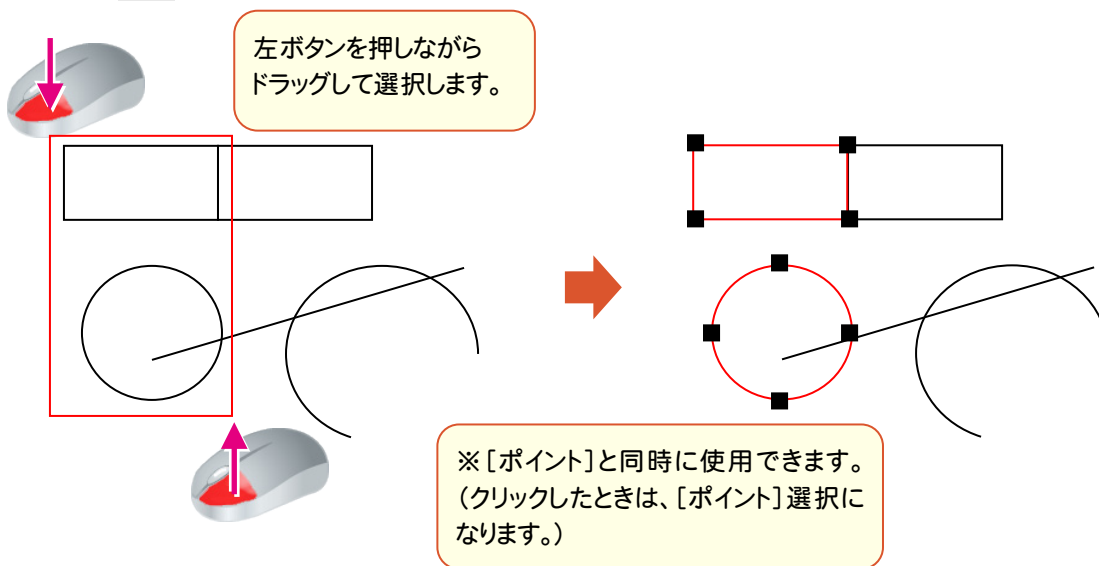 左ボタンを押しながら
ドラッグして選択します。
※[ポイント]と同時に使用できます。
(クリックしたときは、[ポイント]選択に
なります。)